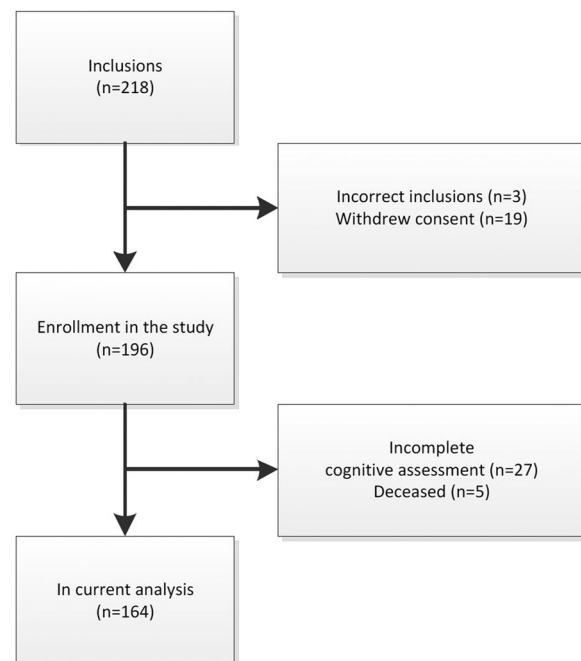 Inclusions
(n=218)
Incorrect inclusions (n=3)
Withdrew consent (n=19)
Enrollment in the study
(n=196)
Incomplete
cognitive assessment (n=27)
Deceased (n=5)
In current analysis
(n=164)